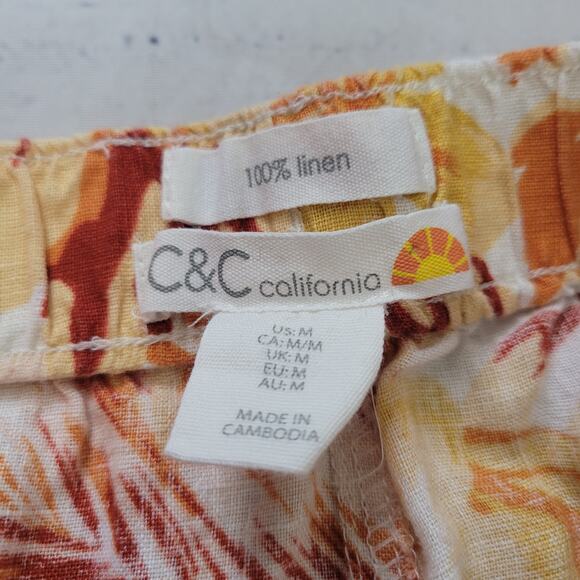 100% linen
C&C california
US: M
CA: M/M
UK: M
EU: M
AU: M
MADE IN
CAMBODIA